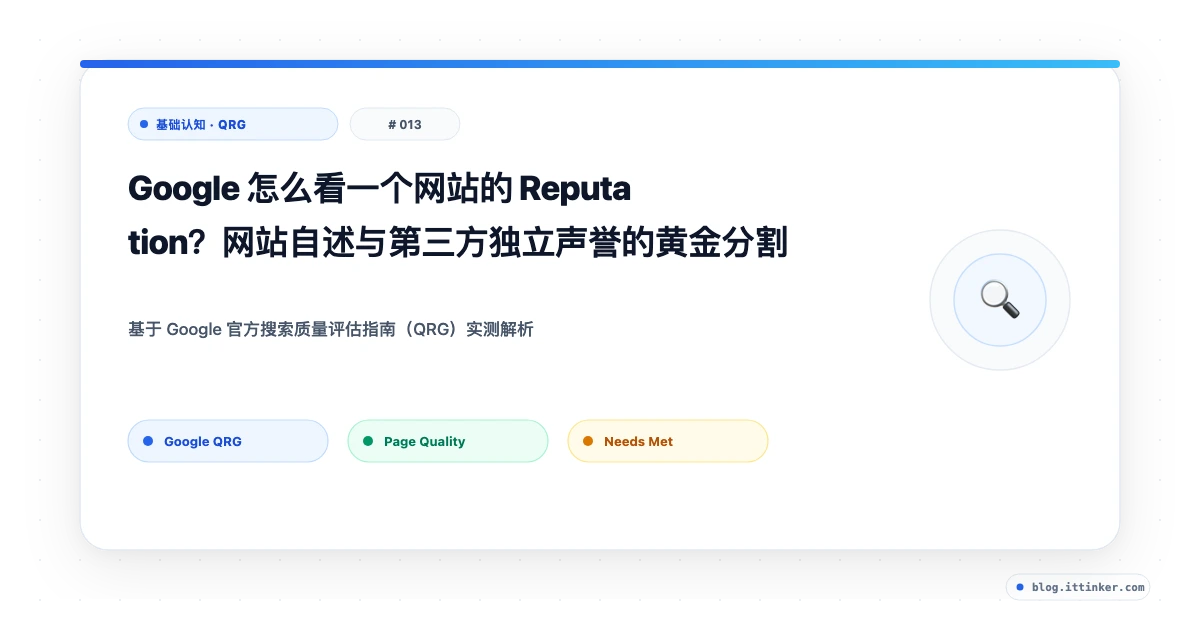 基础认知 · QRG
# 013
Google 怎么看一个网站的 Reputa
tion？网站自述与第三方独立声誉的黄金分割
基于 Google 官方搜索质量评估指南（QRG）实测解析
Google QRG
Page Quality
Needs Met
blog.ittinker.com